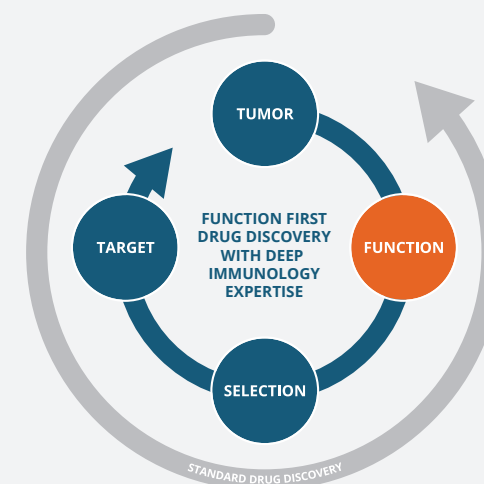 TUMOR
FUNCTION FIRST
DRUG DISCOVERY
WITH DEEP
IMMUNOLOGY
EXPERTISE
TARGET
FUNCTION
SELECTION
STANDARD DRUG DISCOVERY